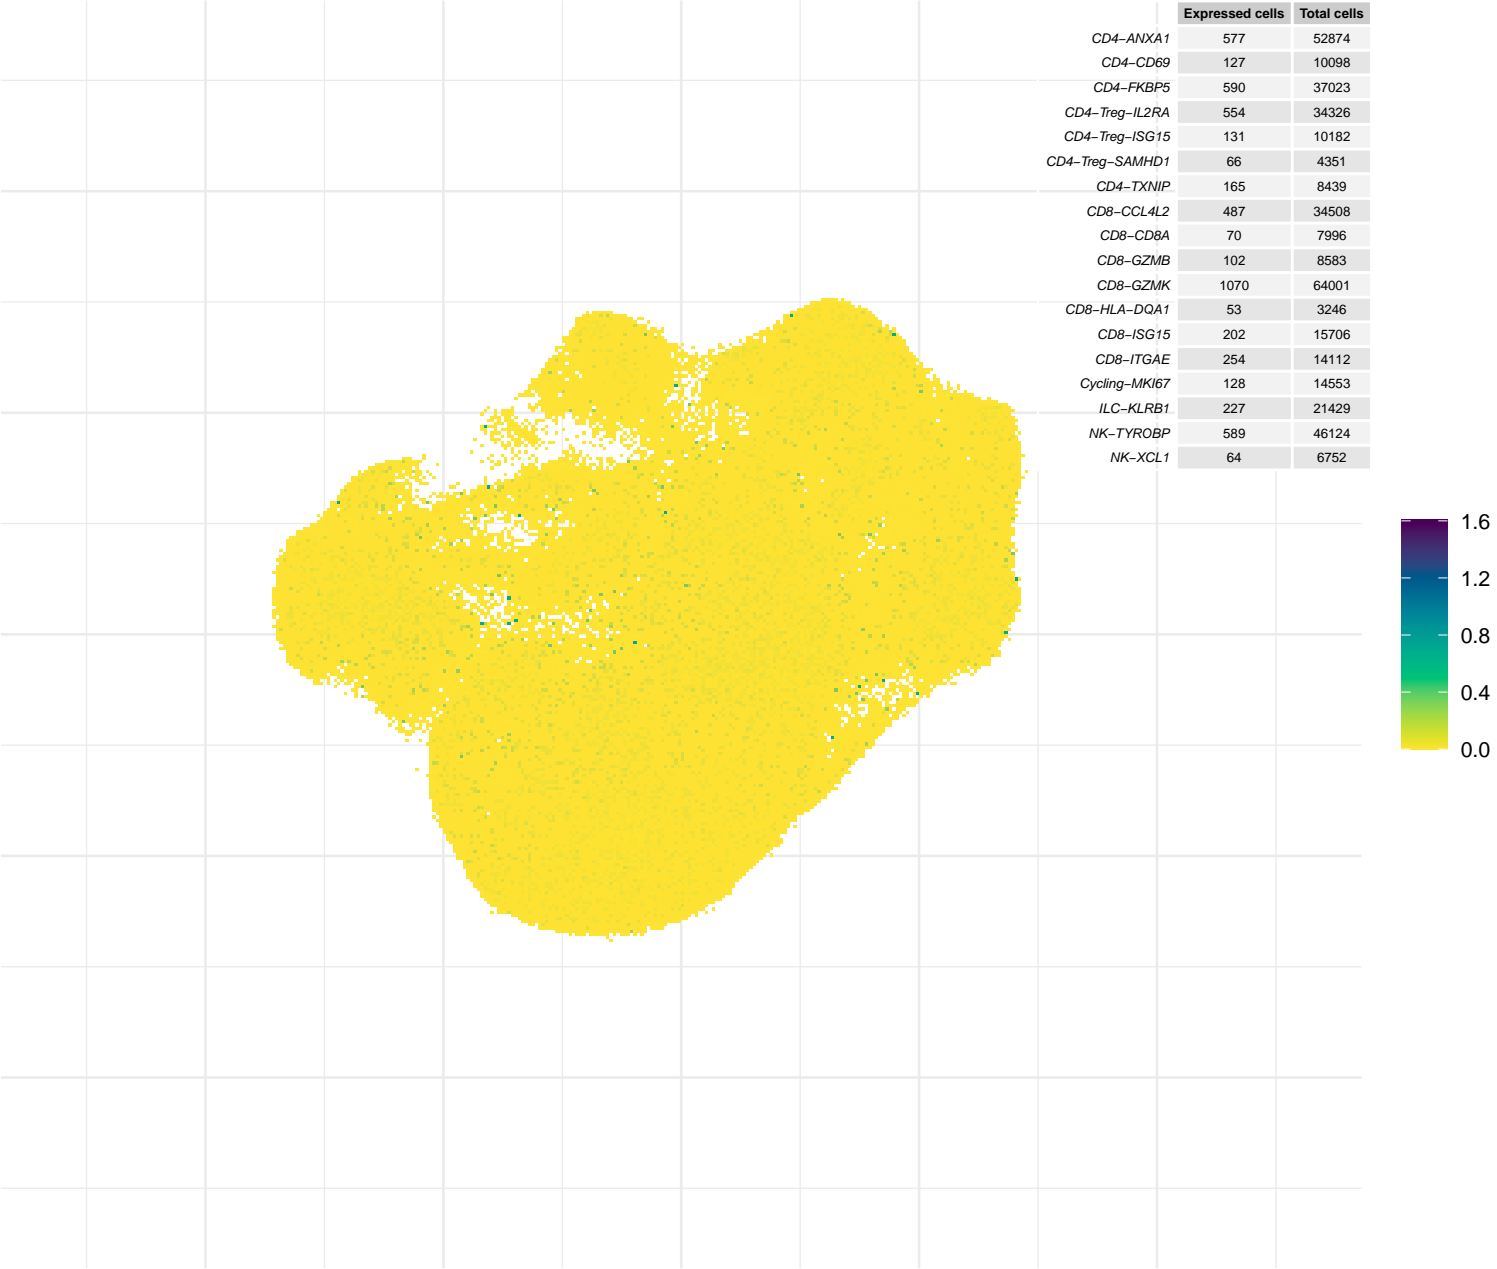 Expressed cells Total cells
CD4−ANXA1 577 52874
CD4−CD69 127 10098
CD4−FKBP5 590 37023
CD4−Treg−IL2RA 554 34326
CD4−Treg−ISG15 131 10182
CD4−Treg−SAMHD1 66 4351
CD4−TXNIP 165 8439
CD8−CCL4L2 487 34508
CD8−CD8A 70 7996
CD8−GZMB 102 8583
CD8−GZMK 1070 64001
CD8−HLA−DQA1 53 3246
CD8−ISG15 202 15706
CD8−ITGAE 254 14112
Cycling−MKI67 128 14553
ILC−KLRB1 227 21429
NK−TYROBP 589 46124
NK−XCL1 64 6752
1.6
1.2
0.8
0.4
0.0